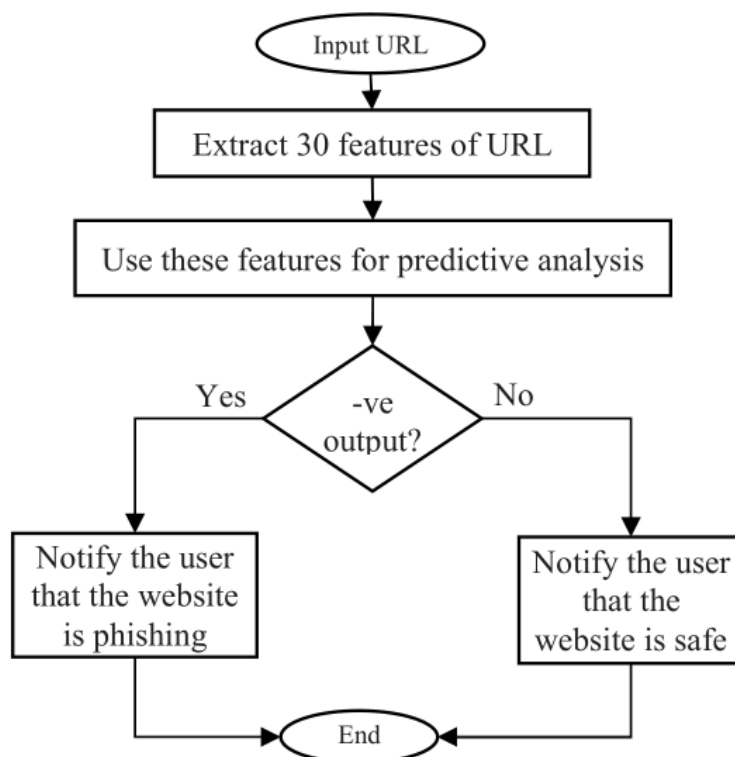 Input URL
Extract 30 features of URL
Use these features for predictive analysis
Yes
-ve
output?
No
Notify the user
that the website
is phishing
Notify the user
that the
website is safe
End